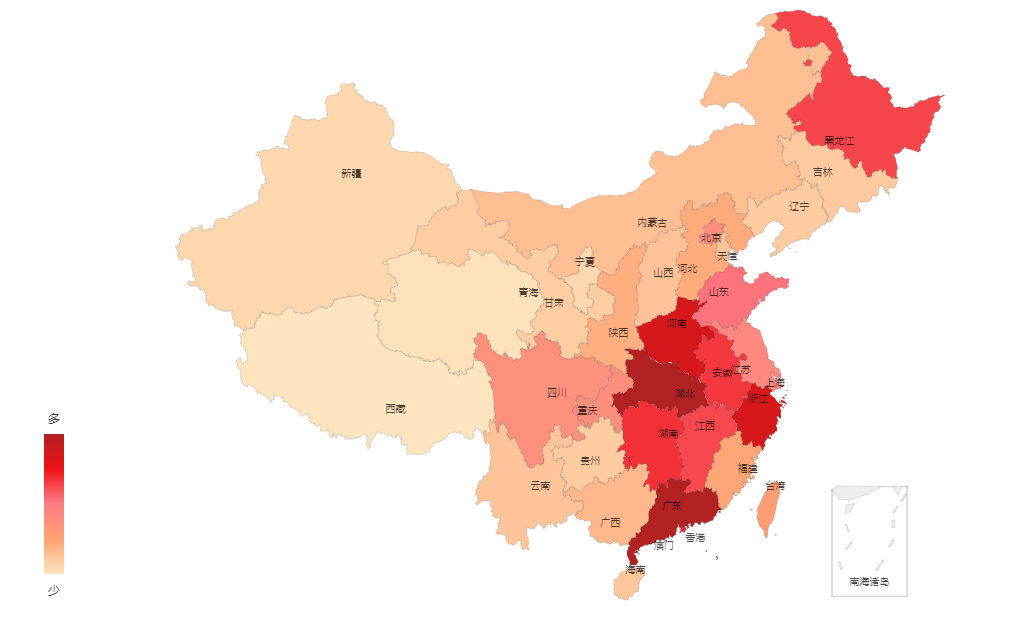 黑龙江
吉林
新疆
辽宁
内蒙古
北京
天津
宁夏
河北
山西
青海
山东
甘肃
河南
陕西
江苏
安徽
上海
四川
湖北
浙江
西藏
重庆
多
江西
湖南
贵州
福建
云南
台湾
广东
广西
香港
澳门
海南
南海诸岛
少